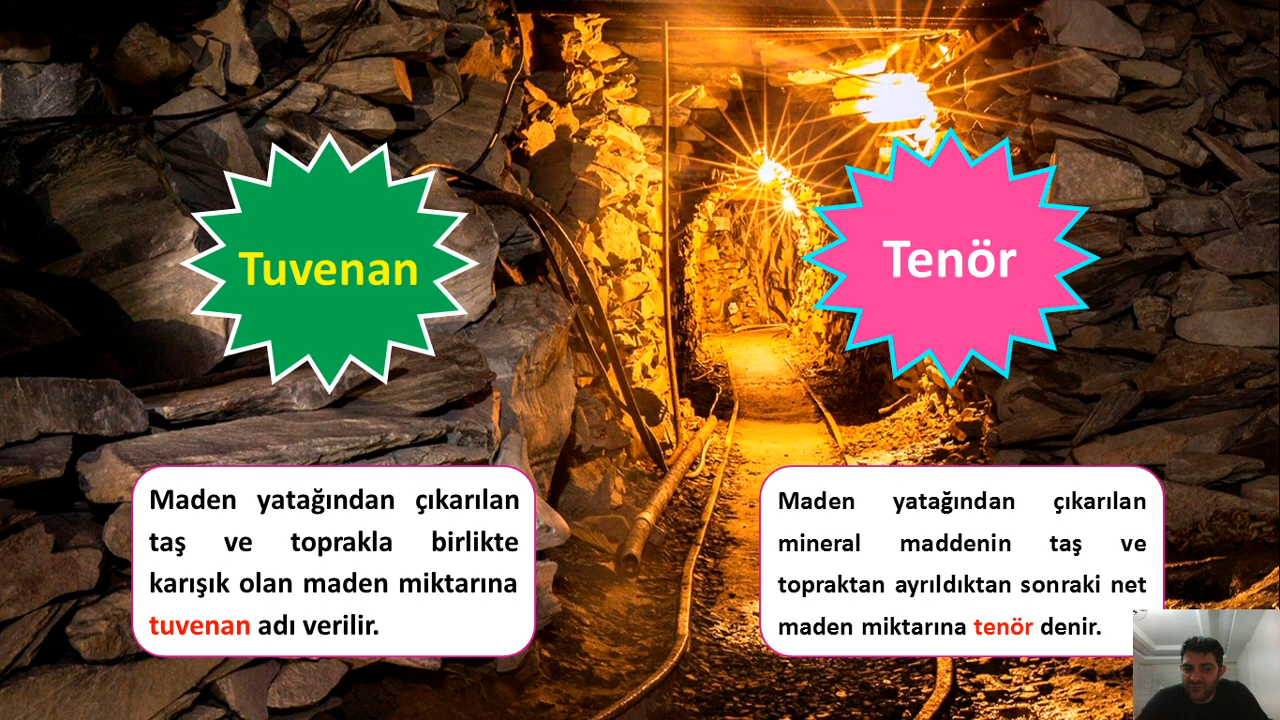 Tuvenan
Tenör
Maden yatağından çıkarılan
taş ve toprakla birlikte
karışık olan maden miktarına
tuvenan adı verilir.
Maden yatağından çıkarılan
mineral maddenin taş ve
topraktan ayrıldıktan sonraki net
maden miktarına tenör denir.